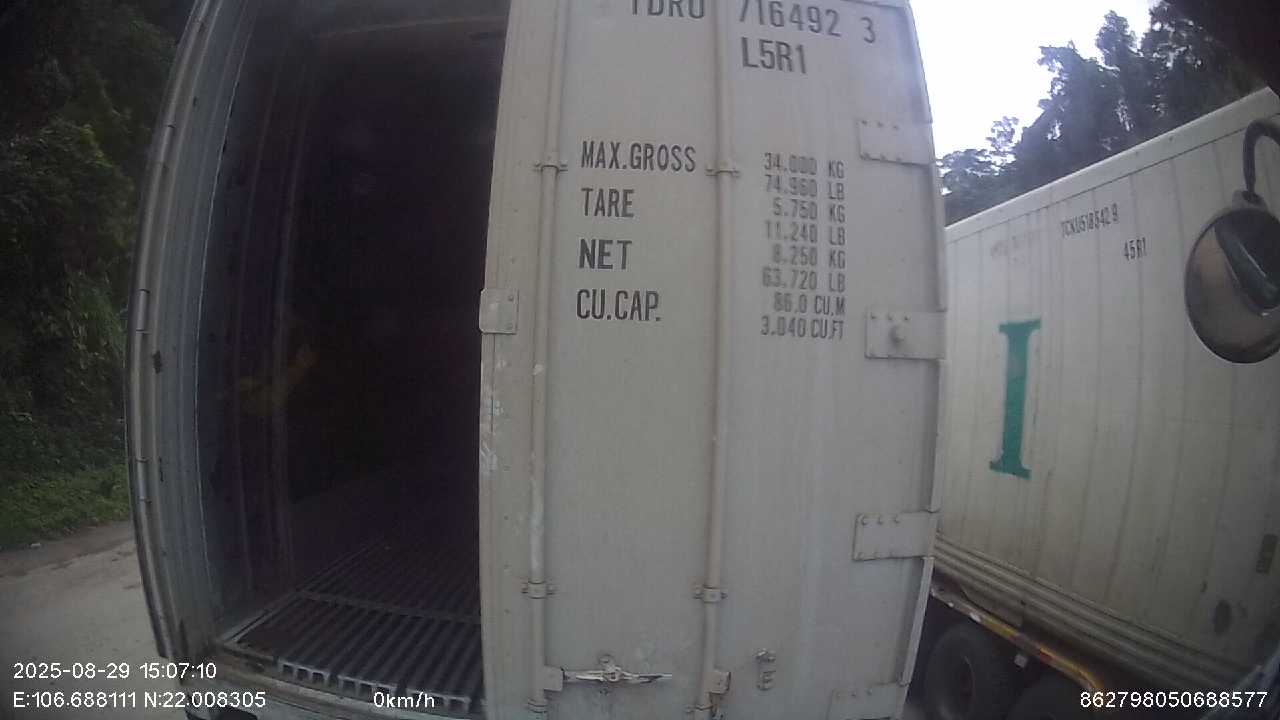 716492 3
L5R1
MAX.GROSS 34.000 KG
74.960 LB
TARE 5.750 KG
11.240 LB
NET 8.250 KG
63.720 LB
CU.CAP. 86.0 CU.M
3.040 CU.FT
TCKU518542 9
45R1
I
2025-08-29 15:07:10
E:106.688111 N:22.008305 0km/h 862798050688577